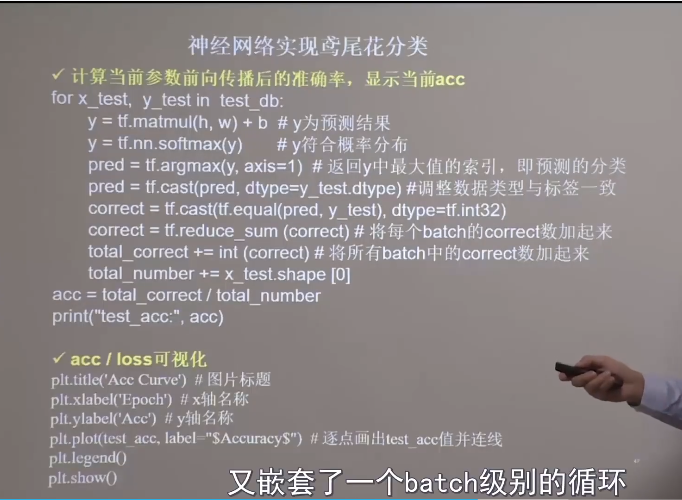 神经网络实现鸢尾花分类
✓ 计算当前参数前向传播后的准确率，显示当前acc
for x_test, y_test in test_db:
y = tf.matmul(h, w) + b # y为预测结果
y = tf.nn.softmax(y) # y符合概率分布
pred = tf.argmax(y, axis=1) # 返回y中最大值的索引，即预测的分类
pred = tf.cast(pred, dtype=y_test.dtype) #调整数据类型与标签一致
correct = tf.cast(tf.equal(pred, y_test), dtype=tf.int32)
correct = tf.reduce_sum (correct) # 将每个batch的correct数加起来
total_correct += int (correct) # 将所有batch中的correct数加起来
total_number += x_test.shape [0]
acc = total_correct / total_number
print("test_acc:", acc)
✓ acc / loss可视化
plt.title('Acc Curve') # 图片标题
plt.xlabel('Epoch') # x轴名称
plt.ylabel('Acc') # y轴名称
plt.plot(test_acc, label="$Accuracy$") # 逐点画出test_acc值并连线
plt.legend()
plt.show()
又嵌套了一个batch级别的循环